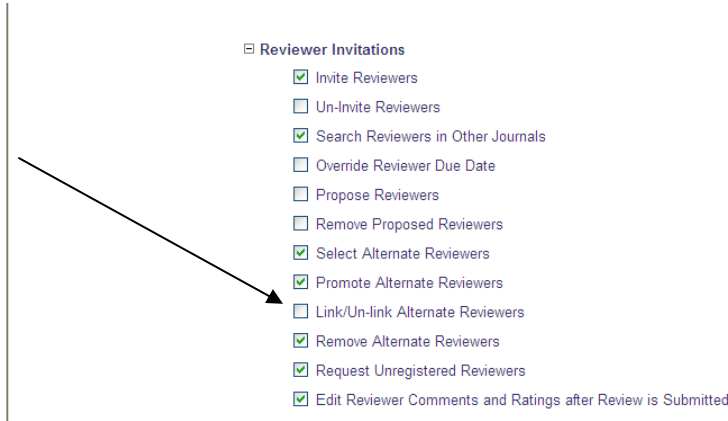 Reviewer Invitations
Invite Reviewers
Un-Invite Reviewers
Search Reviewers in Other Journals
Override Reviewer Due Date
Propose Reviewers
Remove Proposed Reviewers
Select Alternate Reviewers
Promote Alternate Reviewers
Link/Un-link Alternate Reviewers
Remove Alternate Reviewers
Request Unregistered Reviewers
Edit Reviewer Comments and Ratings after Review is Submitted